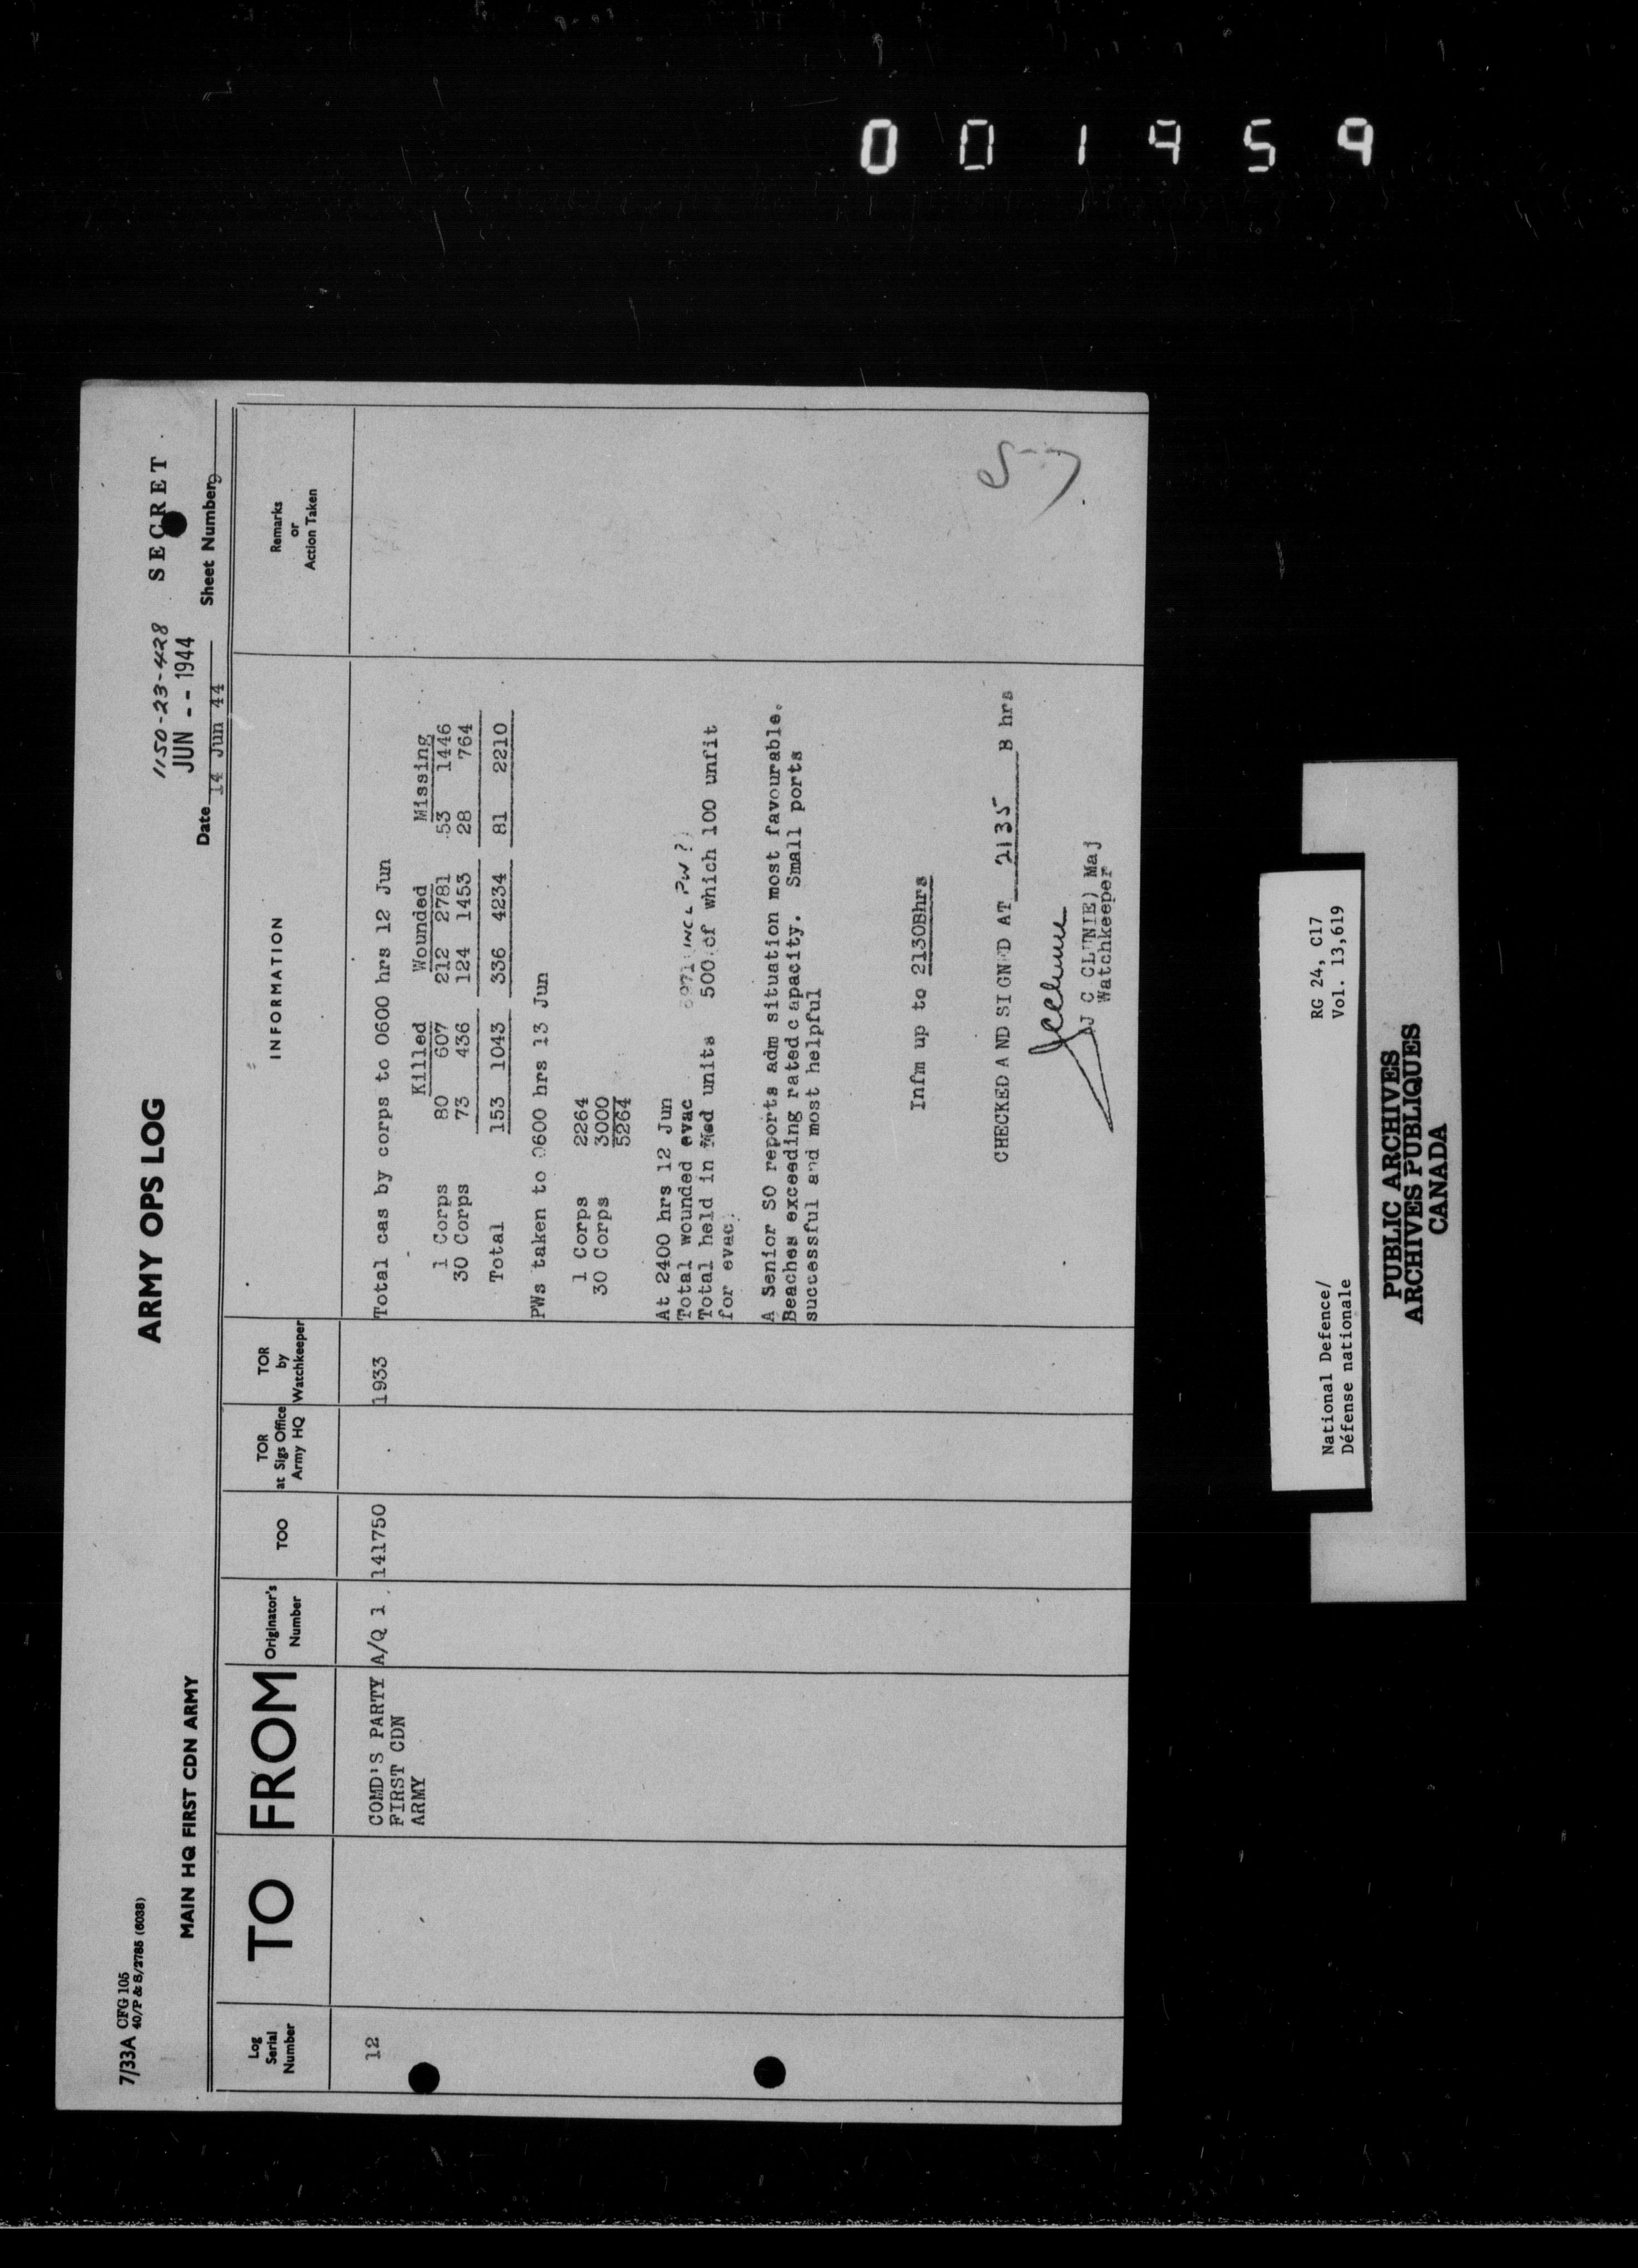 0 0 1 9 5 9
7/33A CFG 105
40/P & S/2785 (6038)
ARMY OPS LOG
1150-23-428 SECRET
JUN - - 1944
MAIN HQ FIRST CDN ARMY
Date 14 Jun 44 Sheet Number 9
Log Serial Number
TO
FROM
Originator's Number
TOO
TOR at Sigs Office Army HQ
TOR by Watchkeeper
INFORMATION
Remarks or Action Taken
12 COMD'S PARTY A/Q 1 141750 1933 Total cas by corps to 0600 hrs 12 Jun
FIRST CDN
ARMY
Killed Wounded Missing
1 Corps 80 607 212 2781 53 1446
30 Corps 73 436 124 1453 28 764
Total 153 1043 336 4234 81 2210
PWs taken to 0600 hrs 13 Jun
1 Corps 2264
30 Corps 3000
5264
At 2400 hrs 12 Jun
Total wounded evac (INCL PW ?)
Total held in Med units 500 of which 100 unfit
for evac.
A Senior SO reports adm situation most favourable.
Beaches exceeding rated capacity. Small ports
successful and most helpful
Infm up to 2130Bhrs
CHECKED AND SIGNED AT 2135 B hrs
(J C CLUNIE) Maj
Watchkeeper
National Defence/ RG 24, C17
Défense nationale Vol. 13,619
PUBLIC ARCHIVES
ARCHIVES PUBLIQUES
CANADA